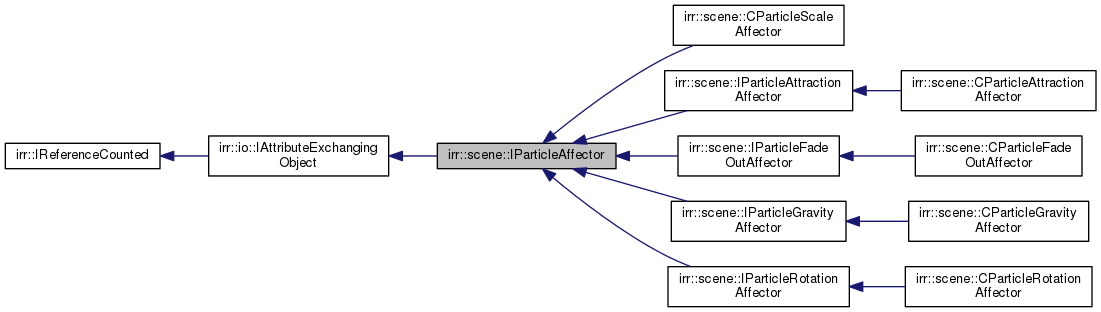 irr::scene::CParticleScale
Affector
irr::scene::IParticleAttraction
Affector
irr::scene::CParticleAttraction
Affector
irr::IReferenceCounted
irr::io::IAttributeExchanging
Object
irr::scene::IParticleAffector
irr::scene::IParticleFade
OutAffector
irr::scene::CParticleFade
OutAffector
irr::scene::IParticleGravity
Affector
irr::scene::CParticleGravity
Affector
irr::scene::IParticleRotation
Affector
irr::scene::CParticleRotation
Affector